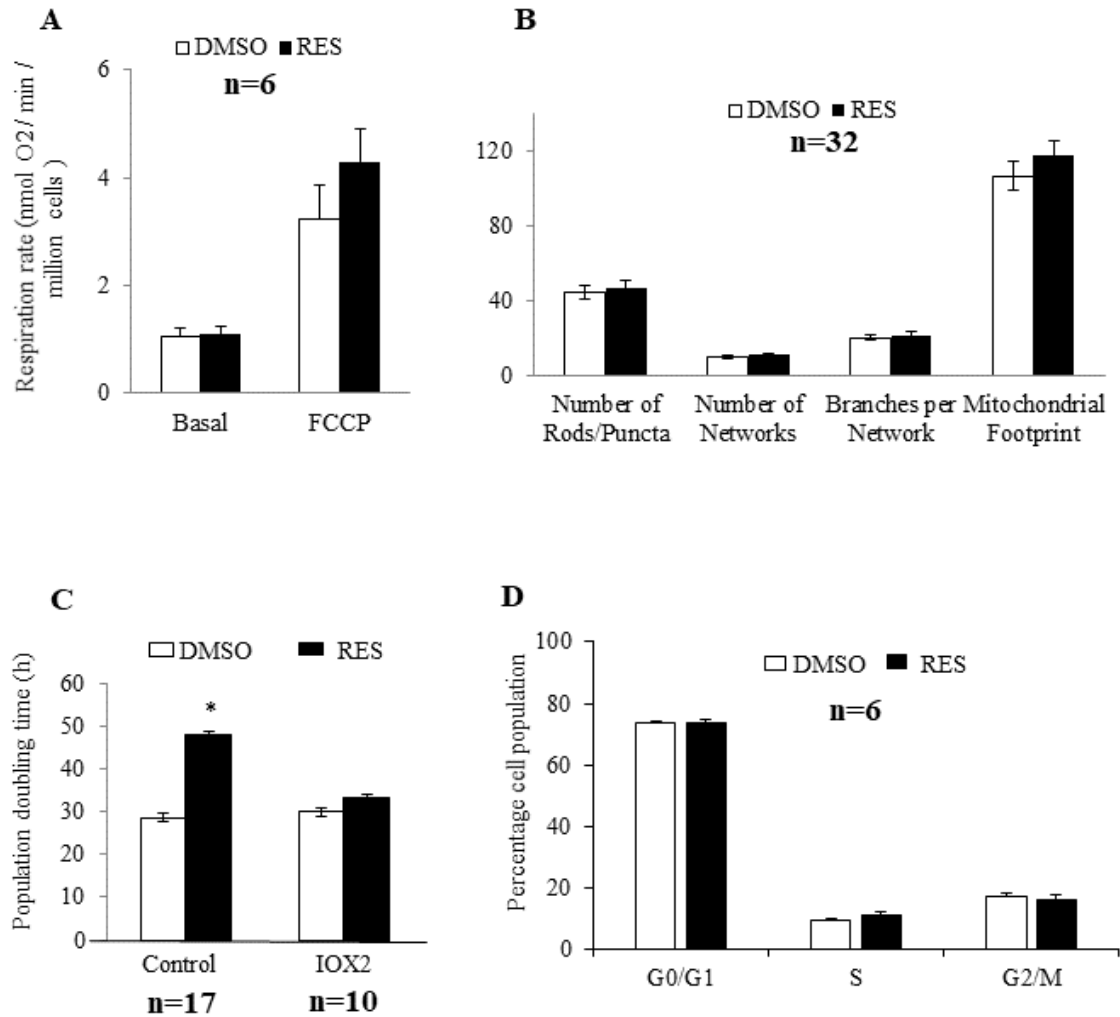 A
DMSO RES
n=6
Respiration rate (nmol O2 / min / million cells )
6
4
2
0
Basal FCCP
B
DMSO RES
n=32
120
80
40
0
Number of Rods/Puncta
Number of Networks
Branches per Network
Mitochondrial Footprint
C
DMSO RES
Population doubling time (h)
60
50
40
30
20
10
0
*
Control IOX2
n=17 n=10
D
DMSO RES
n=6
Percentage cell population
100
80
60
40
20
0
G0/G1 S G2/M